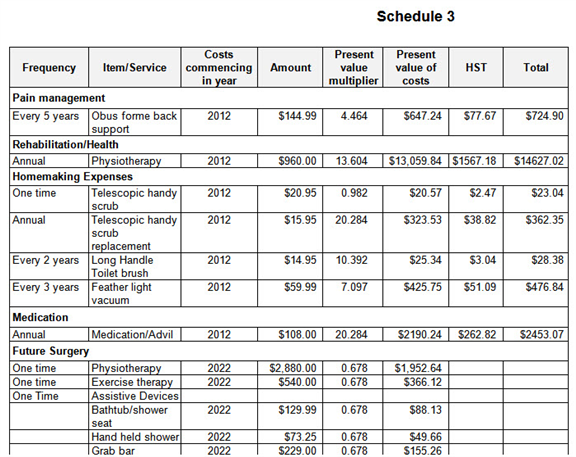 Schedule 3
Frequency Item/Service Costs commencing in year Amount Present value multiplier Present value of costs HST Total
Pain management
Every 5 years Obus forme back support 2012 $144.99 4.464 $647.24 $77.67 $724.90
Rehabilitation/Health
Annual Physiotherapy 2012 $960.00 13.604 $13,059.84 $1567.18 $14627.02
Homemaking Expenses
One time Telescopic handy scrub 2012 $20.95 0.982 $20.57 $2.47 $23.04
Annual Telescopic handy scrub replacement 2012 $15.95 20.284 $323.53 $38.82 $362.35
Every 2 years Long Handle Toilet brush 2012 $14.95 10.392 $25.34 $3.04 $28.38
Every 3 years Feather light vacuum 2012 $59.99 7.097 $425.75 $51.09 $476.84
Medication
Annual Medication/Advil 2012 $108.00 20.284 $2190.24 $262.82 $2453.07
Future Surgery
One time Physiotherapy 2022 $2,880.00 0.678 $1,952.64
One time Exercise therapy 2022 $540.00 0.678 $366.12
One Time Assistive Devices
Bathtub/shower seat 2022 $129.99 0.678 $88.13
Hand held shower 2022 $73.25 0.678 $49.66
Grab bar 2022 $229.00 0.678 $155.26